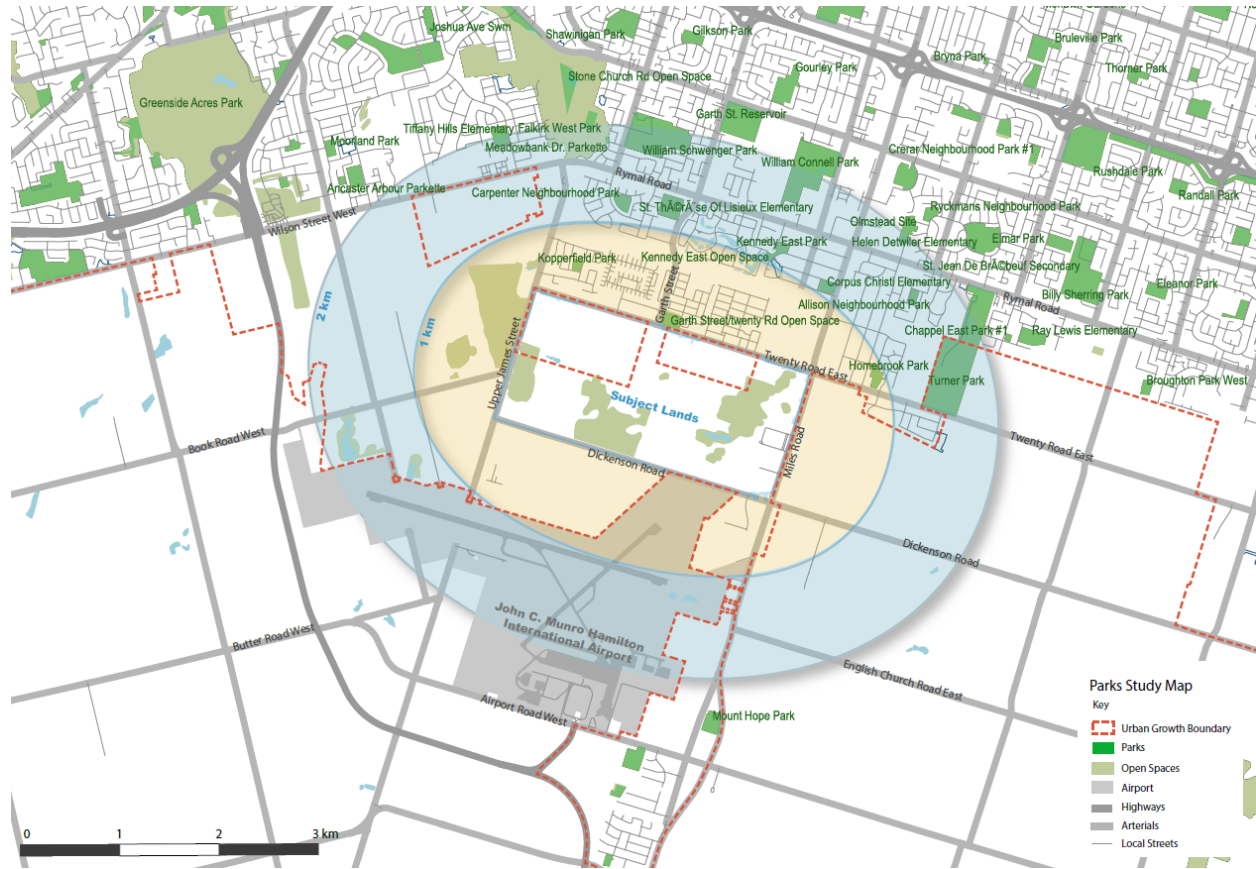 Joshua Ave Swm
Shawinigan Park
Gilkson Park
Bruleville Park
Bryna Park
Thorner Park
Gourley Park
Stone Church Rd Open Space
Greenside Acres Park
Garth St. Reservoir
Tiffany Hills Elementary
Falkirk West Park
Moorland Park
Meadowbank Dr. Parkette
William Schwenger Park
William Connell Park
Crerar Neighbourhood Park #1
Rushdale Park
Randall Park
Ancaster Arbour Parkette
Carpenter Neighbourhood Park
Rymal Road
St. ThÃ©rÃ¨se Of Lisieux Elementary
Olmstead Site
Ryckmans Neighbourhood Park
Wilson Street West
Kennedy East Park
Helen Detwiler Elementary
Elmar Park
Kopperfield Park
Kennedy East Open Space
St. Jean De BrÃ©beuf Secondary
Corpus Christi Elementary
Eleanor Park
Billy Sherring Park
Rymal Road
2 km
1 km
Garth Street
Allison Neighbourhood Park
Garth Street/twenty Rd Open Space
Chappel East Park #1
Ray Lewis Elementary
Upper James Street
Twenty Road East
Homebrook Park
Turner Park
Broughton Park West
Subject Lands
Book Road West
Dickenson Road
Miles Road
Twenty Road East
Dickenson Road
John C. Munro Hamilton
International Airport
Butter Road West
English Church Road East
Airport Road West
Mount Hope Park
Parks Study Map
Key
Urban Growth Boundary
Parks
Open Spaces
Airport
Highways
Arterials
Local Streets
0 1 2 3 km